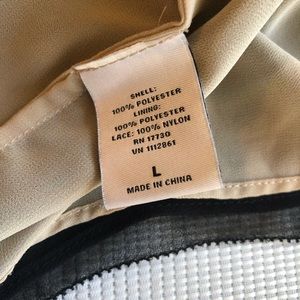 SHELL:
100% POLYESTER
LINING:
100% POLYESTER
LACE: 100% NYLON
RN 17730
VN 1112861
L
MADE IN CHINA